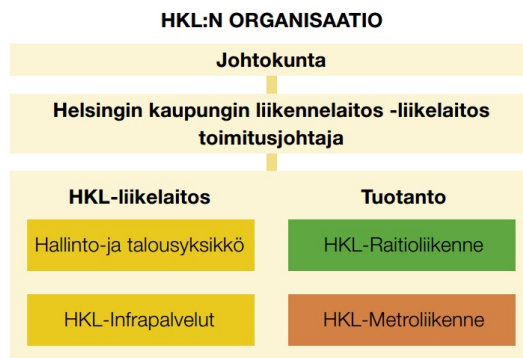 HKL:N ORGANISAATIO
Johtokunta
Helsingin kaupungin liikennelaitos -liikelaitos
toimitusjohtaja
HKL-liikelaitos
Hallinto-ja talousyksikkö
HKL-Infrapalvelut
Tuotanto
HKL-Raitioliikenne
HKL-Metroliikenne